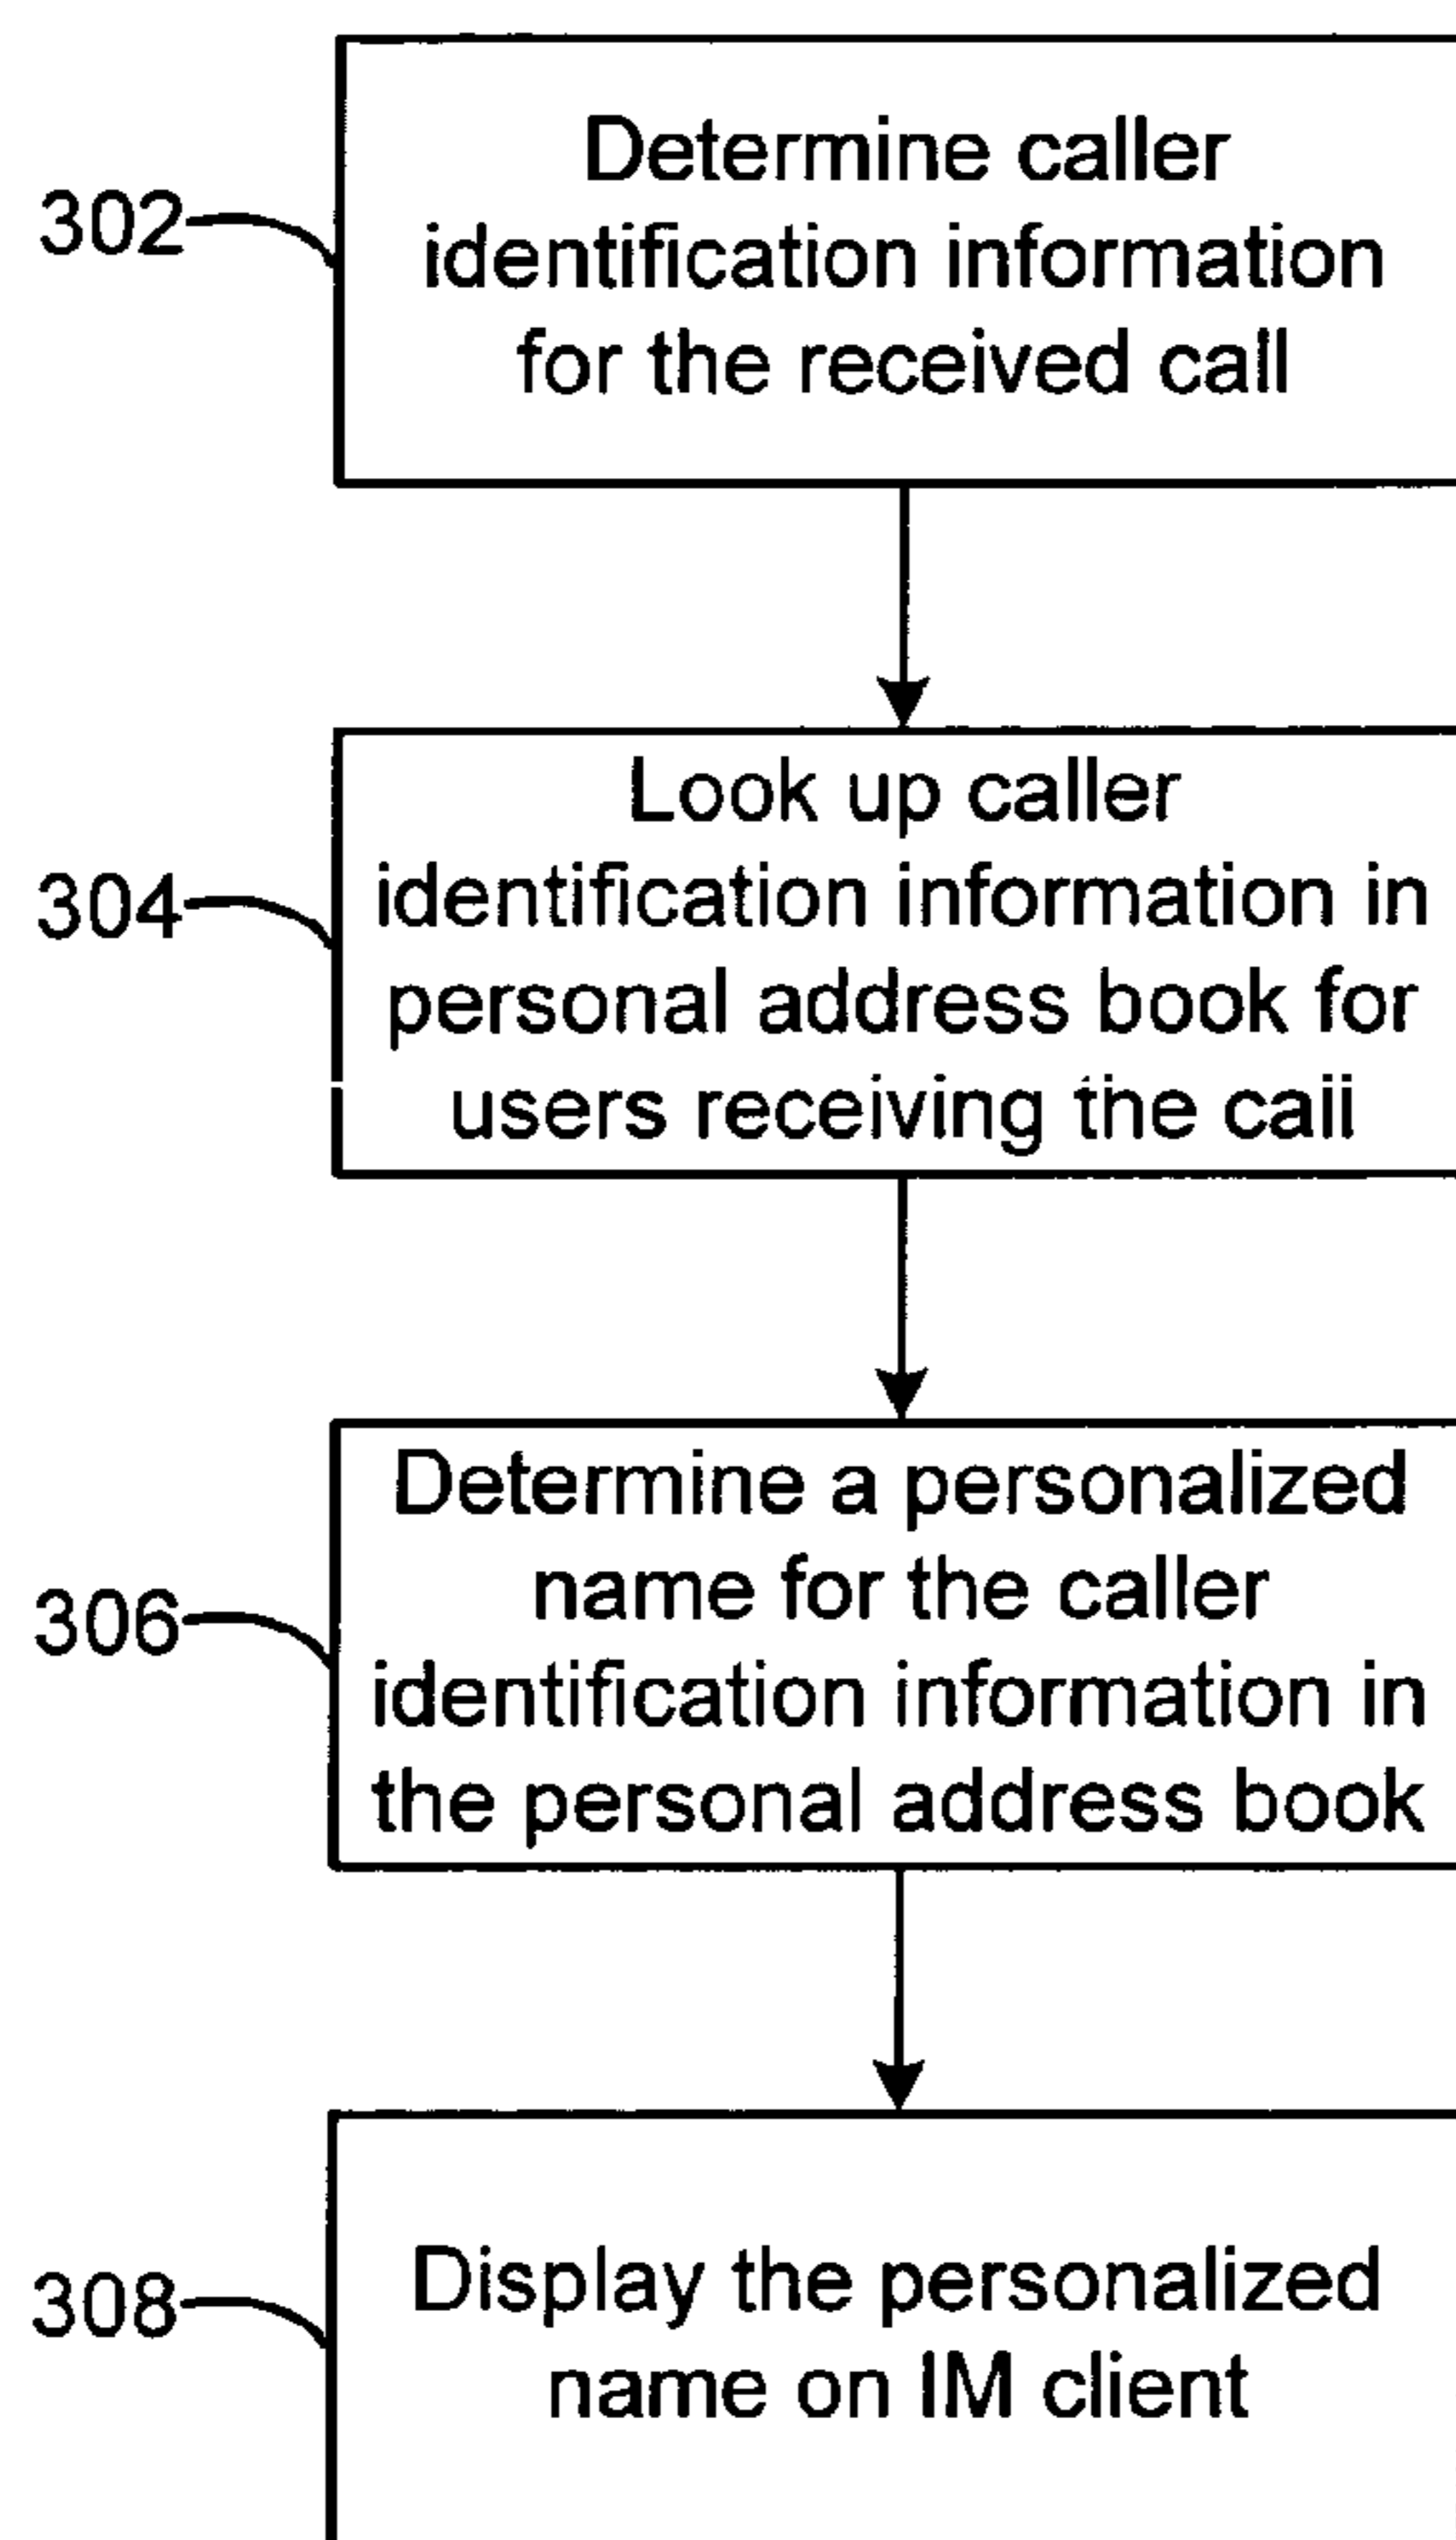 302
Determine caller
identification information
for the received call
304
Look up caller
identification information in
personal address book for
users receiving the call
306
Determine a personalized
name for the caller
identification information in
the personal address book
308
Display the personalized
name on IM client